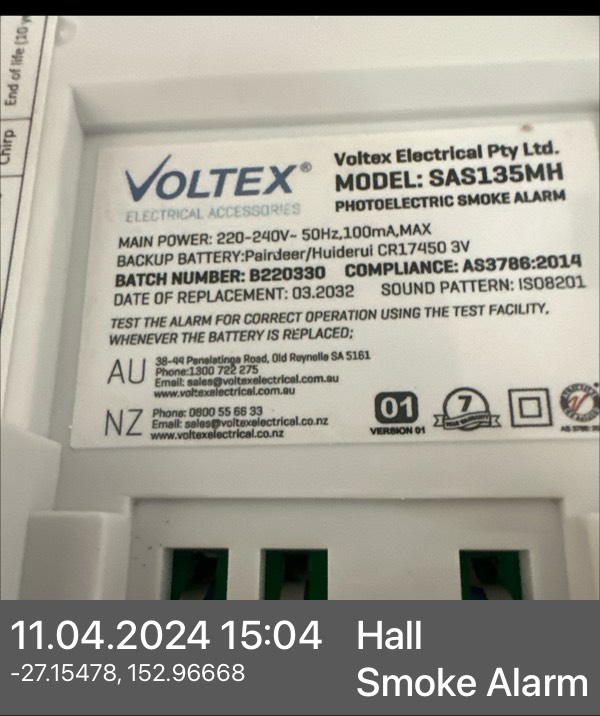 End of life (10 y
Chirp
VOLTEX®
ELECTRICAL ACCESSORIES
Voltex Electrical Pty Ltd.
MODEL: SAS135MH
PHOTOELECTRIC SMOKE ALARM
MAIN POWER: 220-240V~ 50Hz,100mA,MAX
BACKUP BATTERY:Pairdeer/Huiderui CR17450 3V
BATCH NUMBER: B220330 COMPLIANCE: AS3786:2014
DATE OF REPLACEMENT: 03.2032 SOUND PATTERN: ISO8201
TEST THE ALARM FOR CORRECT OPERATION USING THE TEST FACILITY,
WHENEVER THE BATTERY IS REPLACED;
AU
38-44 Panalatinga Road, Old Reynella SA 5161
Phone:1300 722 275
Email: sales@voltexelectrical.com.au
www.voltexelectrical.com.au
NZ
Phone: 0800 55 66 33
Email: sales@voltexelectrical.co.nz
www.voltexelectrical.co.nz
01
VERSION 01
7
YEAR WARRANTY
11.04.2024 15:04
-27.15478, 152.96668
Hall
Smoke Alarm